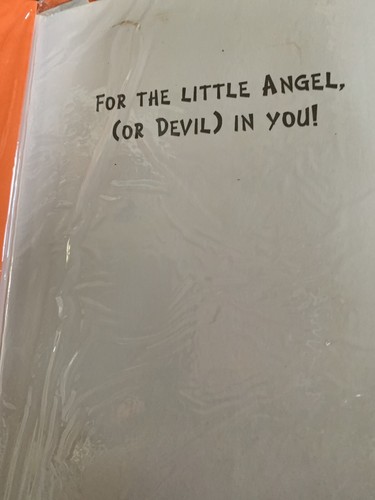 For the little Angel,
(or Devil) in you!